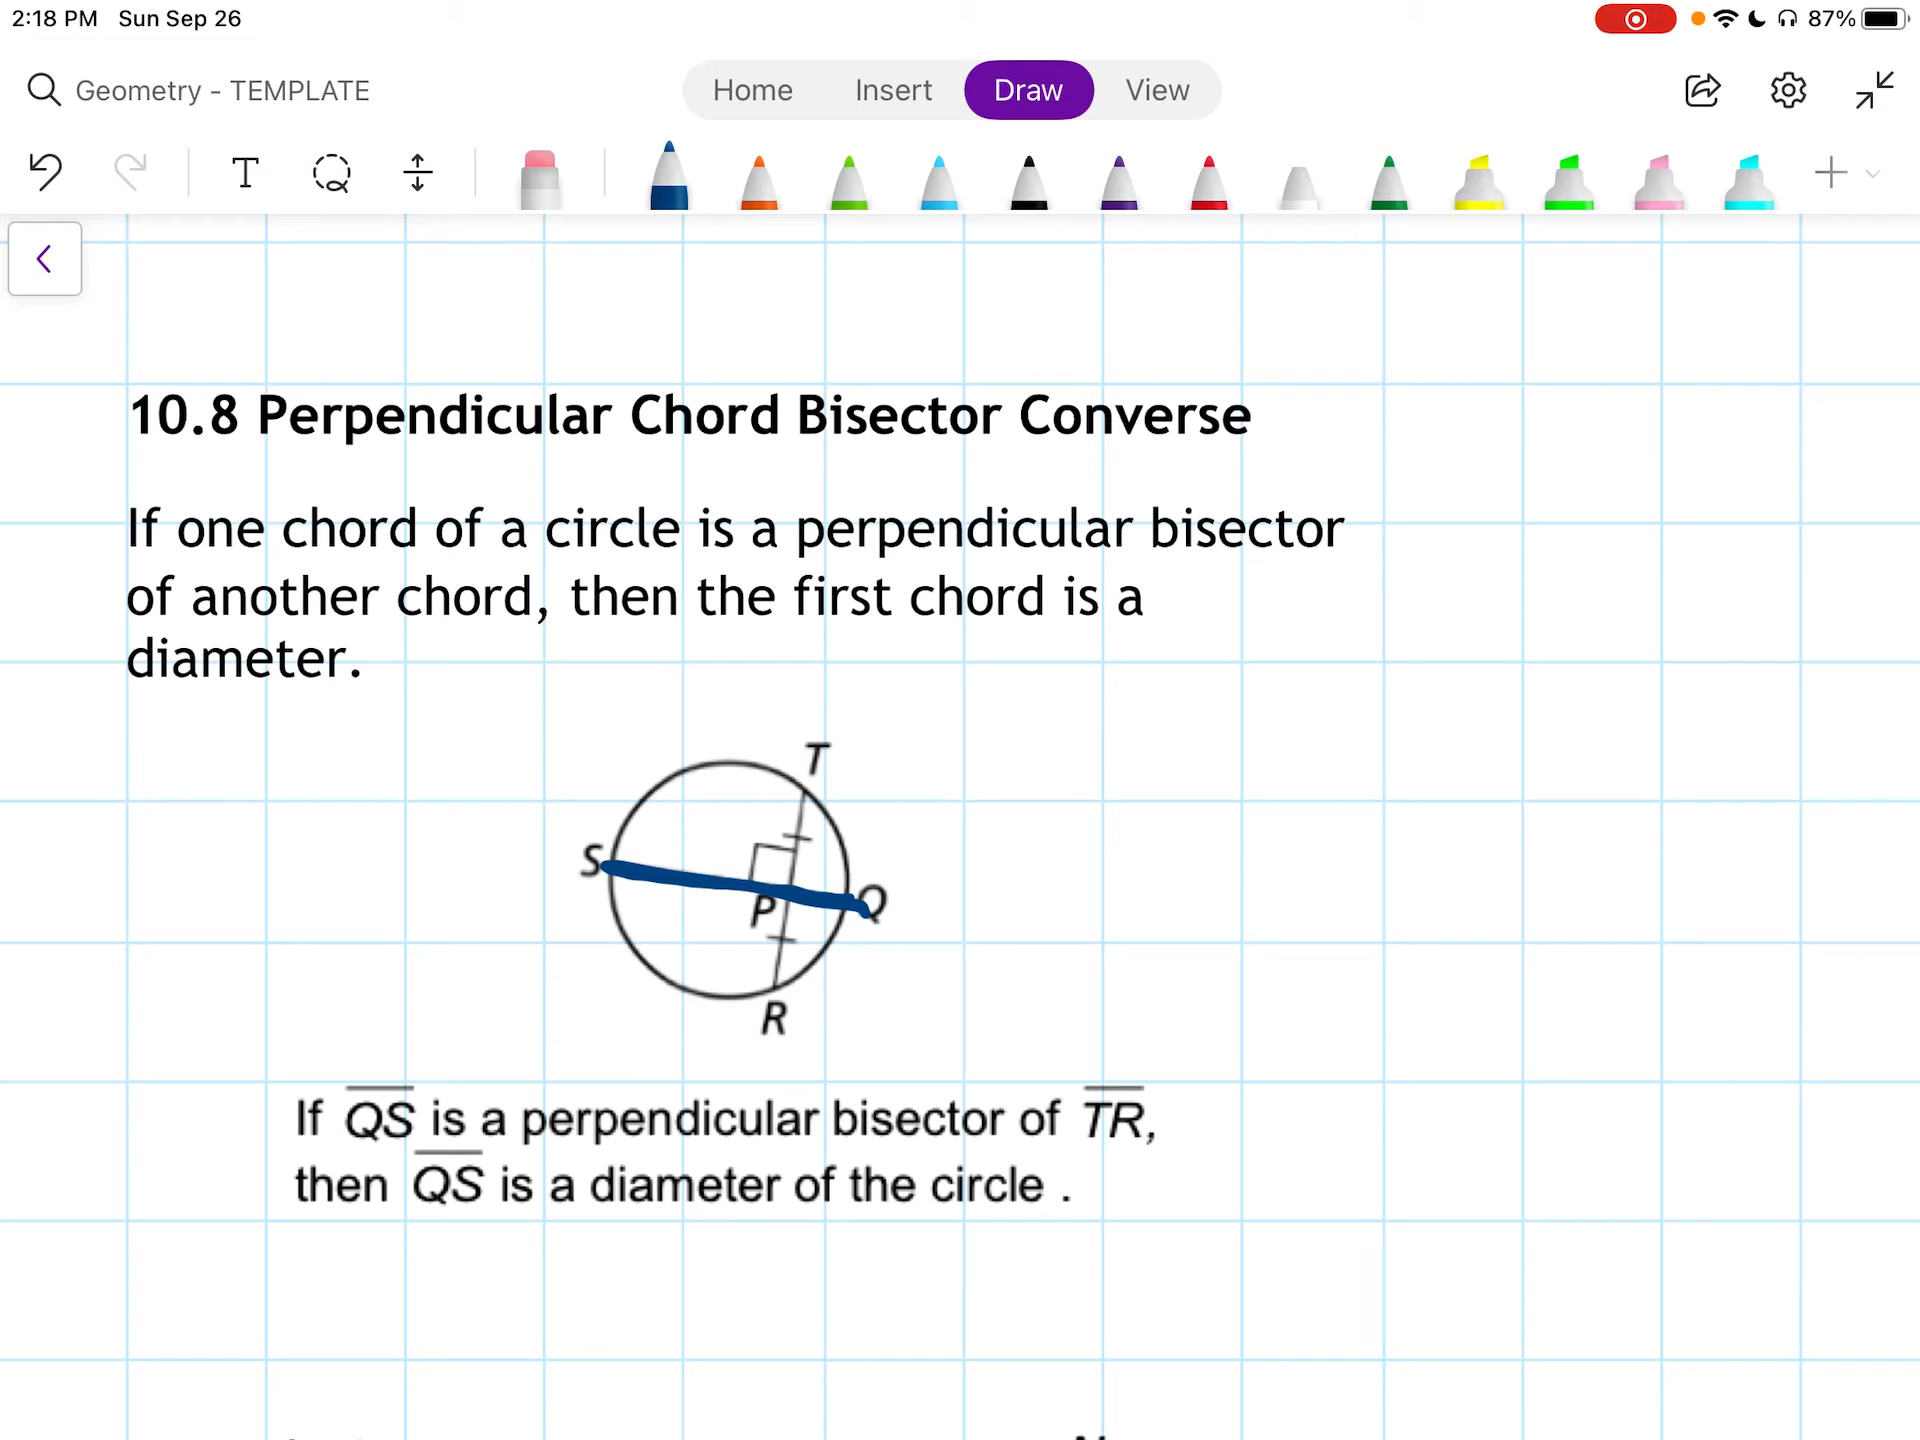 2:18 PM Sun Sep 26
87%
Geometry - TEMPLATE
Home Insert Draw View
T
10.8 Perpendicular Chord Bisector Converse
If one chord of a circle is a perpendicular bisector
of another chord, then the first chord is a
diameter.
T
S
P
Q
R
If QS is a perpendicular bisector of TR,
then QS is a diameter of the circle .